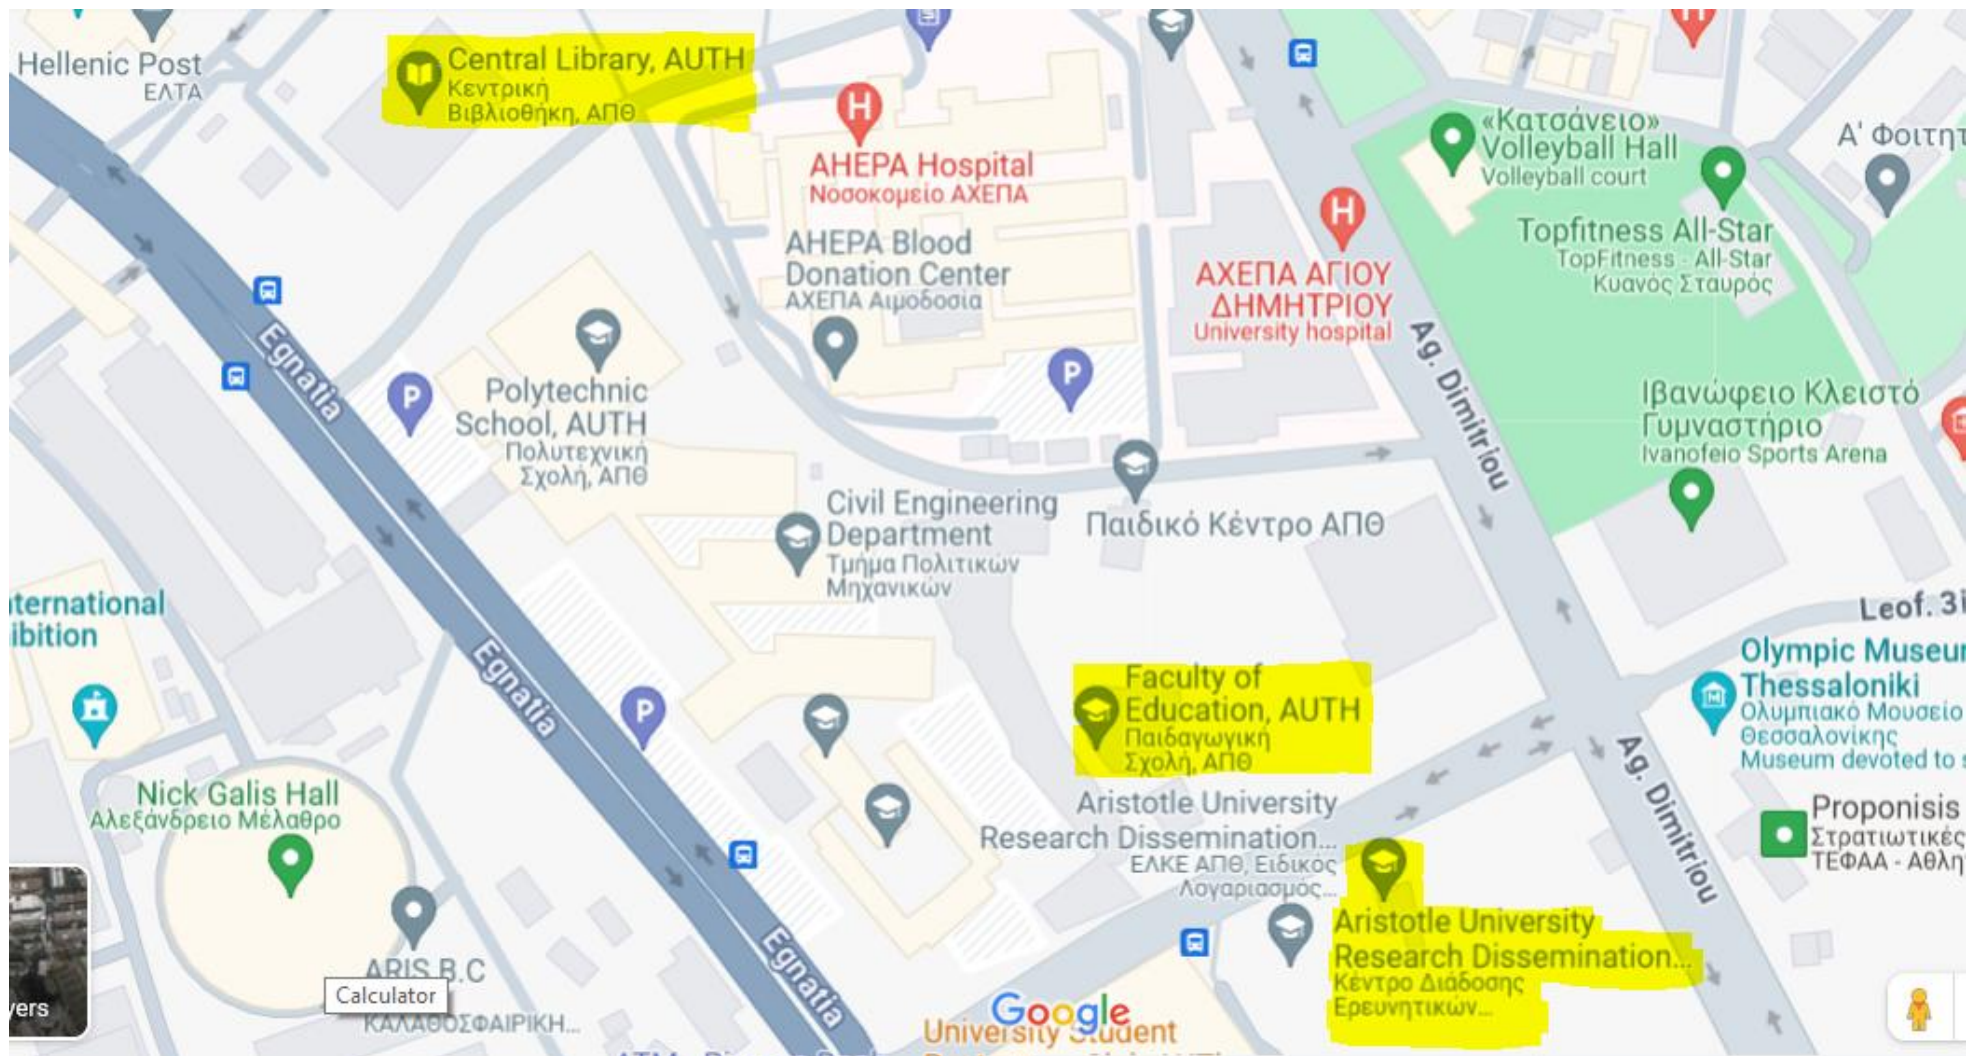 Hellenic Post
ΕΛΤΑ
Central Library, AUTH
Κεντρική
Βιβλιοθήκη, ΑΠΘ
H
AHEPA Hospital
Νοσοκομείο ΑΧΕΠΑ
AHEPA Blood
Donation Center
ΑΧΕΠΑ Αιμοδοσία
H
ΑΧΕΠΑ ΑΓΙΟΥ
ΔΗΜΗΤΡΙΟΥ
University hospital
«Κατσάνειο»
Volleyball Hall
Volleyball court
Α' Φοιτητ
Topfitness All-Star
TopFitness - All-Star
Κυανός Σταυρός
Egnatia
P
Polytechnic
School, AUTH
Πολυτεχνική
Σχολή, ΑΠΘ
P
Ag. Dimitriou
Ιβανώφειο Κλειστό
Γυμναστήριο
Ivanofeio Sports Arena
Civil Engineering
Department
Τμήμα Πολιτικών
Μηχανικών
Παιδικό Κέντρο ΑΠΘ
ternational
ibition
Leof. 3i
Egnatia
P
Faculty of
Education, AUTH
Παιδαγωγική
Σχολή, ΑΠΘ
Olympic Museu
Thessaloniki
Ολυμπιακό Μουσείο
Θεσσαλονίκης
Museum devoted to s
Ag. Dimitriou
Nick Galis Hall
Αλεξάνδρειο Μέλαθρο
Aristotle University
Research Dissemination...
ΕΛΚΕ ΑΠΘ, Ειδικός
Λογαριασμός...
Proponisis
Στρατιωτικές
ΤΕΦΑΑ - Αθλη
Aristotle University
Research Dissemination...
Κέντρο Διάδοσης
Ερευνητικών...
Egnatia
ARIS B.C
Calculator
ΚΑΛΑΘΟΣΦΑΙΡΙΚΗ...
yers
Google
University Student